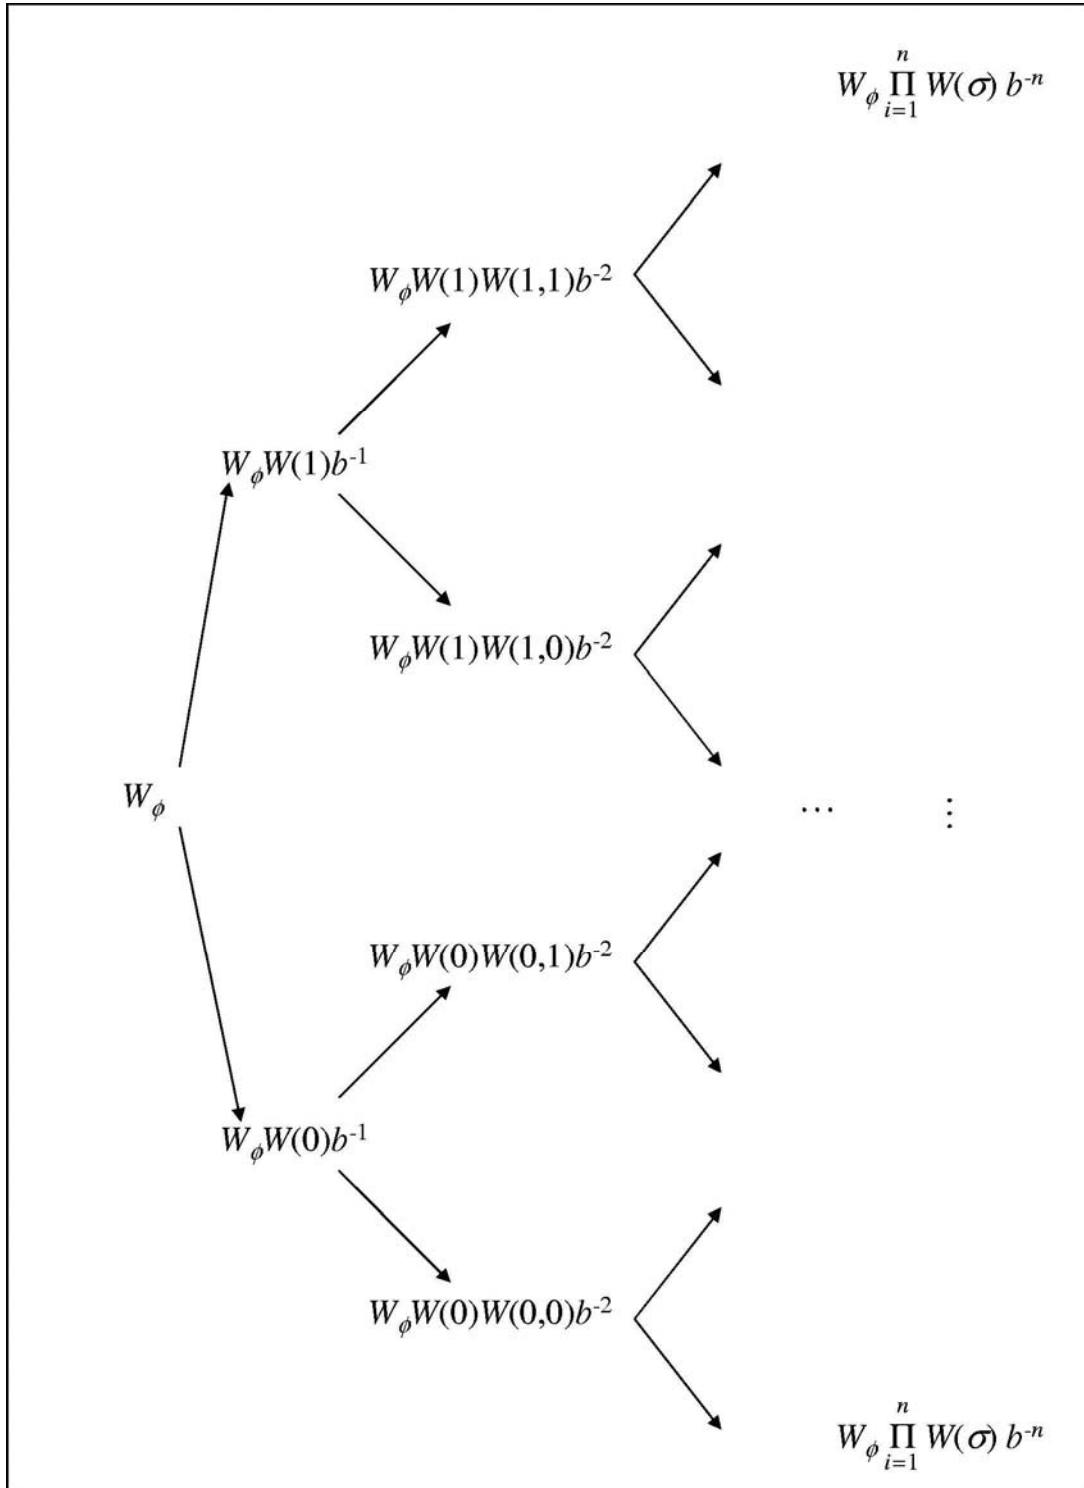 W_ϕ ∏_{i=1}^{n} W(σ) b^{-n}
W_ϕW(1)W(1,1)b^{-2}
W_ϕW(1)b^{-1}
W_ϕW(1)W(1,0)b^{-2}
W_ϕ … ⋮
W_ϕW(0)W(0,1)b^{-2}
W_ϕW(0)b^{-1}
W_ϕW(0)W(0,0)b^{-2}
W_ϕ ∏_{i=1}^{n} W(σ) b^{-n}